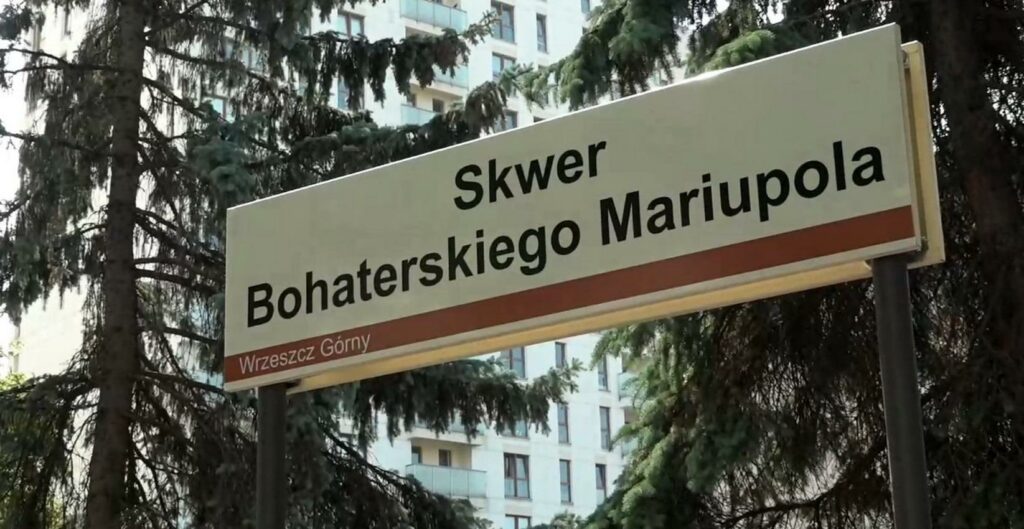 Skwer
Bohaterskiego Mariupola
Wrzeszcz Górny